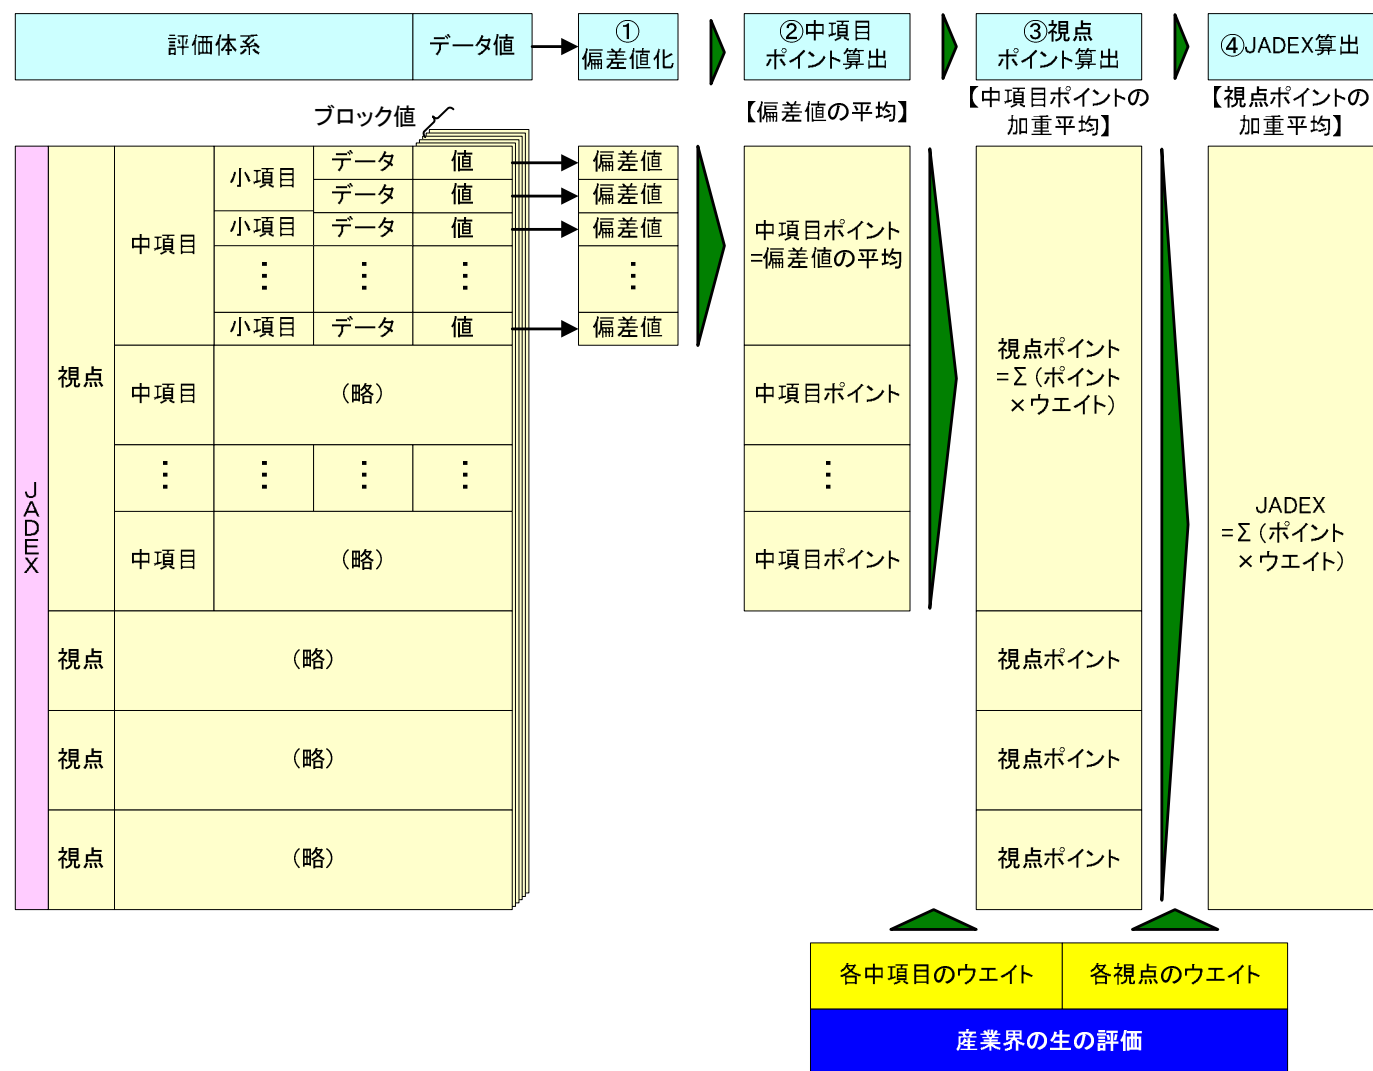 評価体系
データ値
①
偏差値化
②中項目
ポイント算出
③視点
ポイント算出
④JADEX算出
ブロック値
【偏差値の平均】
【中項目ポイントの
加重平均】
【視点ポイントの
加重平均】
JADEX
視点
中項目
小項目
データ
値
偏差値
データ
値
偏差値
小項目
データ
値
偏差値
⋮
⋮
⋮
⋮
小項目
データ
値
偏差値
中項目ポイント
=偏差値の平均
中項目
(略)
中項目ポイント
⋮
⋮
⋮
⋮
⋮
中項目
(略)
中項目ポイント
視点ポイント
=Σ(ポイント
×ウエイト)
JADEX
=Σ(ポイント
×ウエイト)
視点
(略)
視点ポイント
視点
(略)
視点ポイント
視点
(略)
視点ポイント
各中項目のウエイト
各視点のウエイト
産業界の生の評価